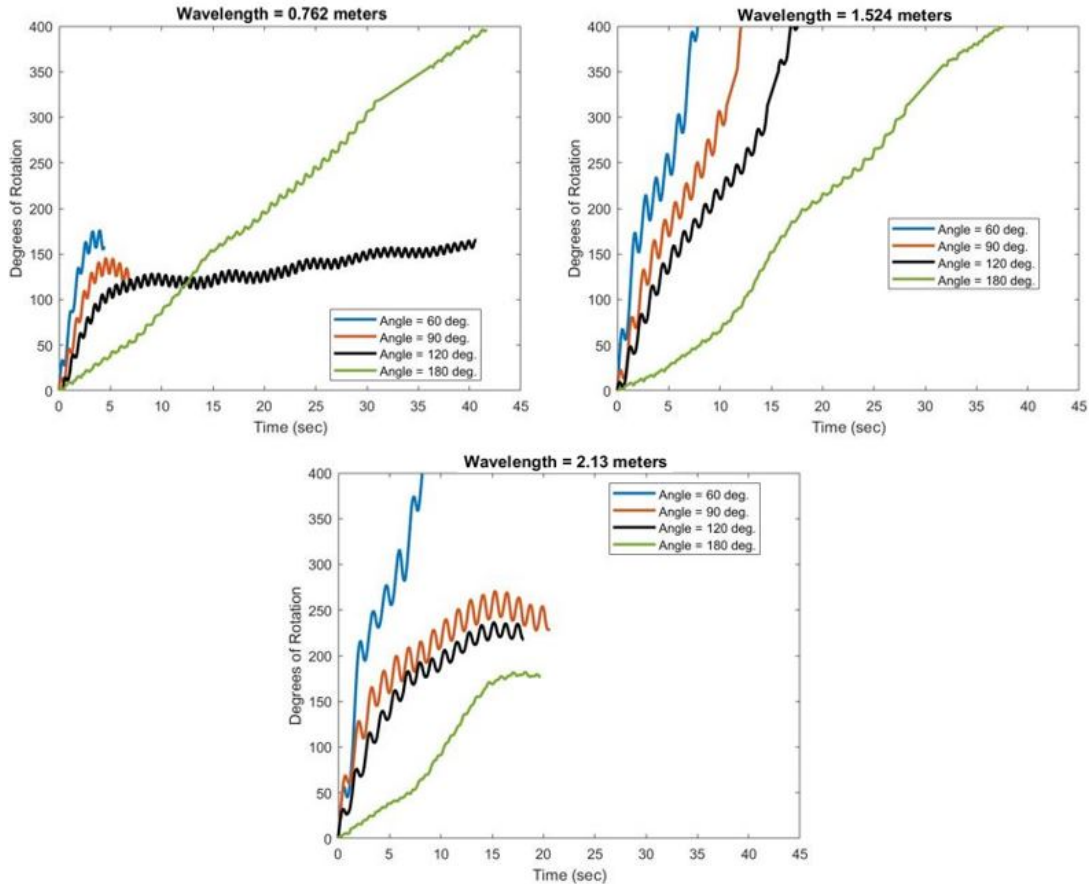 Wavelength = 0.762 meters
400
350
300
250
200
150
100
50
0
Degrees of Rotation
Angle = 60 deg.
Angle = 90 deg.
Angle = 120 deg.
Angle = 180 deg.
0 5 10 15 20 25 30 35 40 45
Time (sec)
Wavelength = 1.524 meters
400
350
300
250
200
150
100
50
0
Degrees of Rotation
Angle = 60 deg.
Angle = 90 deg.
Angle = 120 deg.
Angle = 180 deg.
0 5 10 15 20 25 30 35 40 45
Time (sec)
Wavelength = 2.13 meters
400
350
300
250
200
150
100
50
0
Degrees of Rotation
Angle = 60 deg.
Angle = 90 deg.
Angle = 120 deg.
Angle = 180 deg.
0 5 10 15 20 25 30 35 40 45
Time (sec)